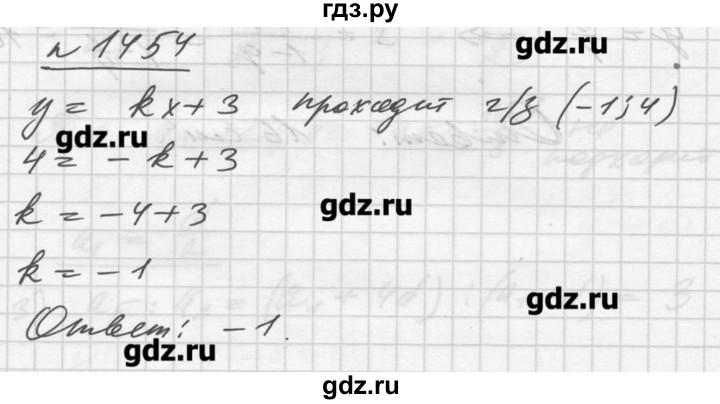 гдз.ру
n 1454
gdz.ru
y = kx + 3 проходит ч/з (-1; 4)
gdz.ru
4 = - k + 3
k = -4 + 3
gdz.ru
k = -1
gdz.ru
Ответ: -1.
gdz.ru
gdz.ru